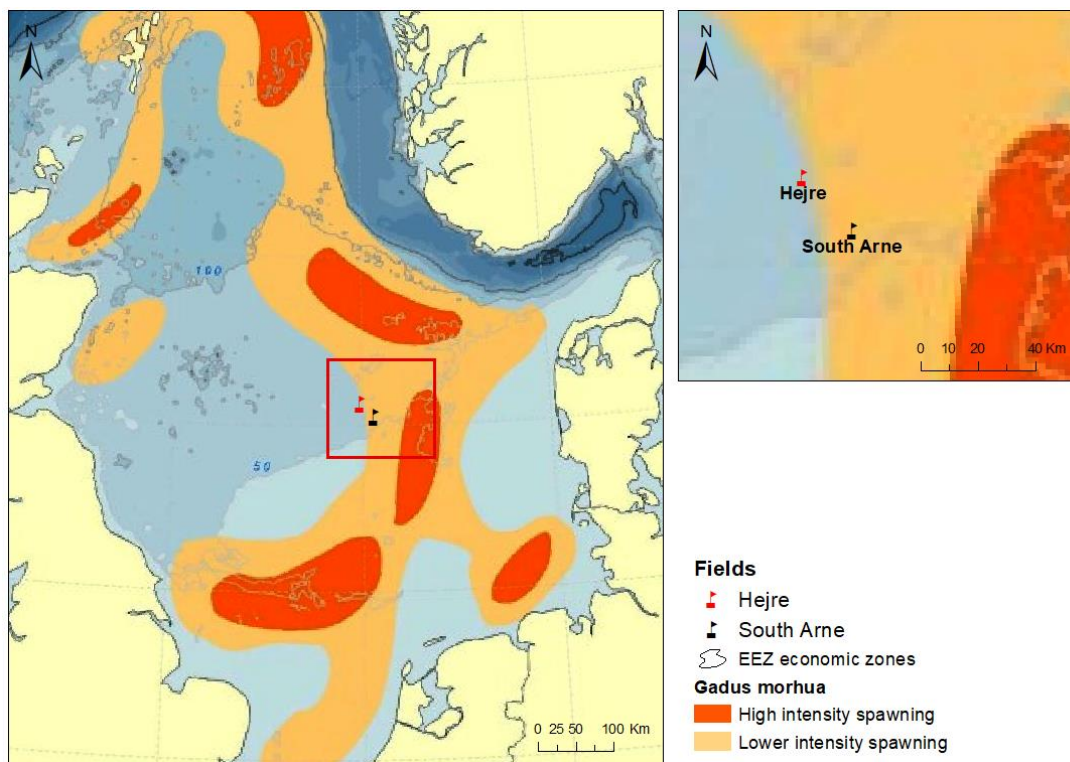 N
100
50
0 25 50 100 Km
N
Hejre
South Arne
0 10 20 40 Km
Fields
Hejre
South Arne
EEZ economic zones
Gadus morhua
High intensity spawning
Lower intensity spawning